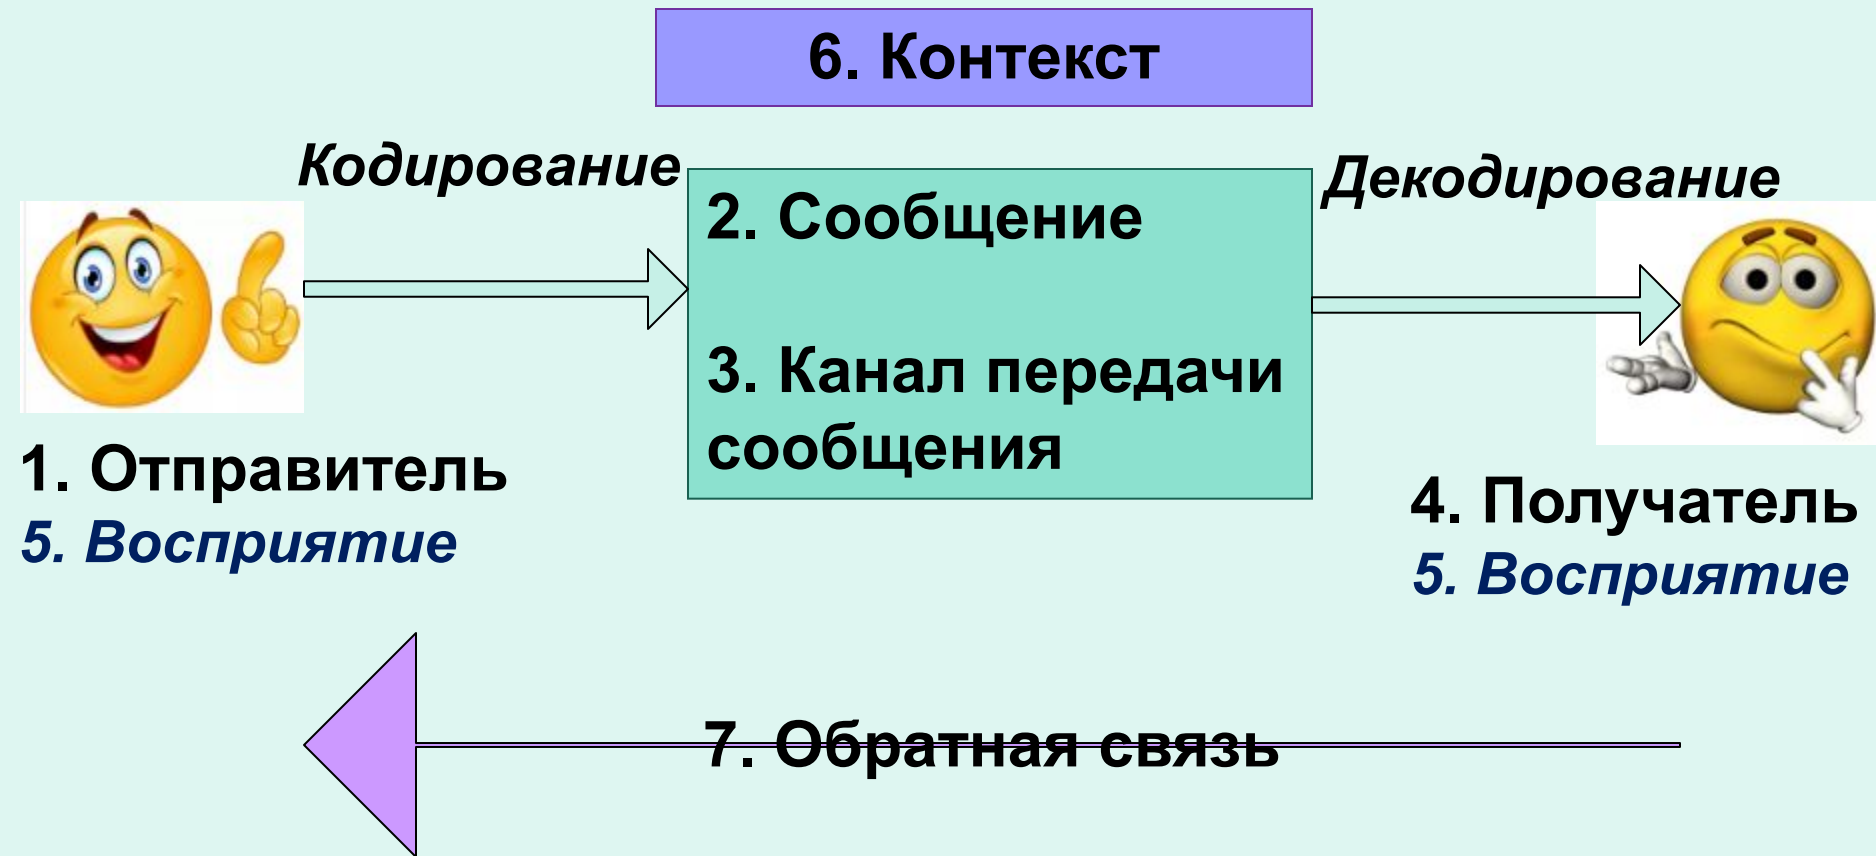 6. Контекст
Кодирование
Декодирование
2. Сообщение
3. Канал передачи
сообщения
1. Отправитель
5. Восприятие
4. Получатель
5. Восприятие
7. Обратная связь